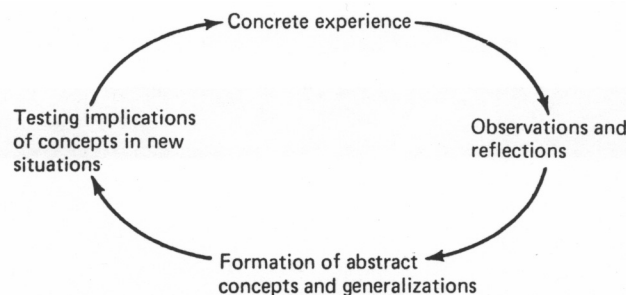 Concrete experience
Observations and
reflections
Formation of abstract
concepts and generalizations
Testing implications
of concepts in new
situations